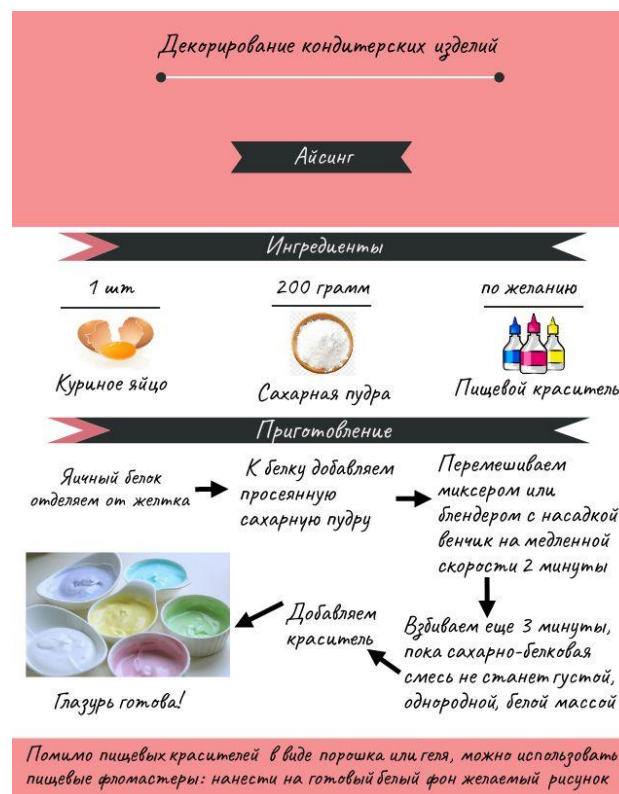 Декорирование кондитерских изделий
Айсинг
Ингредиенты
1 шт
200 грамм
по желанию
Куриное яйцо
Сахарная пудра
Пищевой краситель
Приготовление
Яичный белок
отделяем от желтка
К белку добавляем
просеянную
сахарную пудру
Перемешиваем
миксером или
блендером с насадкой
венчик на медленной
скорости 2 минуты
Взбиваем еще 3 минуты,
пока сахарно-белковая
смесь не станет густой,
однородной, белой массой
Добавляем
краситель
Глазурь готова!
Помимо пищевых красителей в виде порошка или геля, можно использовать
пищевые фломастеры: нанести на готовый белый фон желаемый рисунок